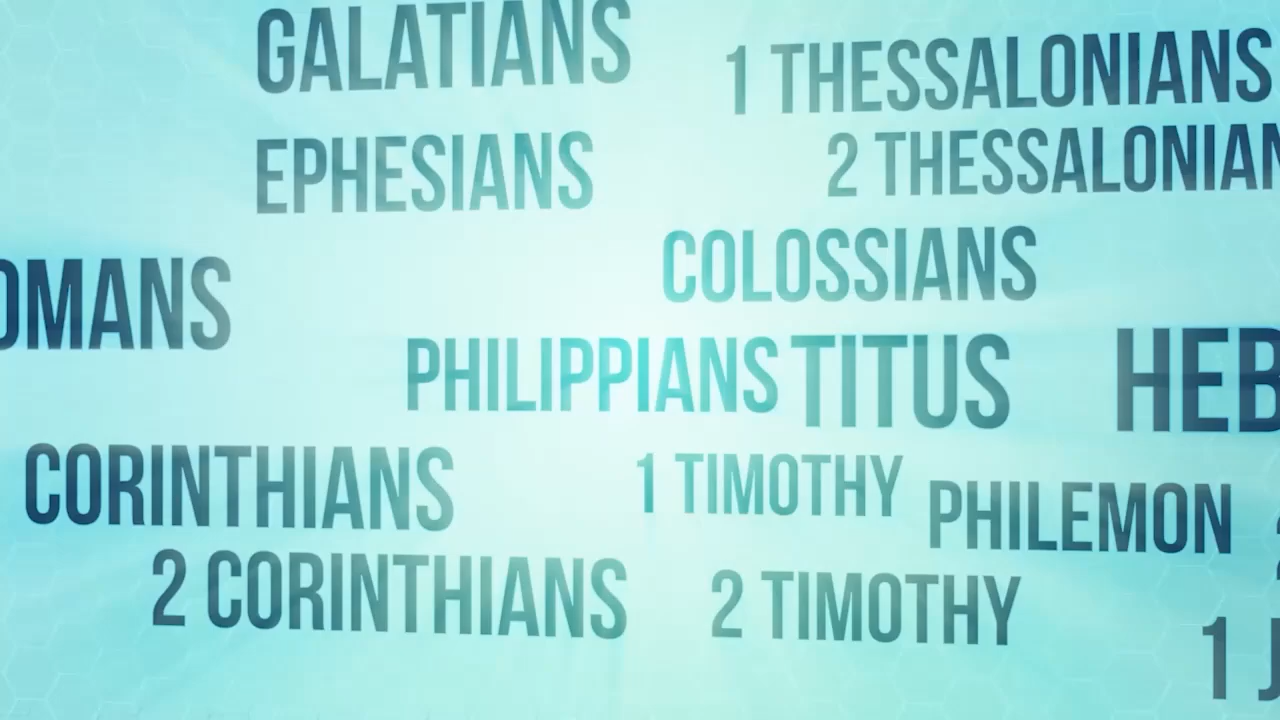 GALATIANS
1 THESSALONIANS
EPHESIANS
2 THESSALONIAN
COLOSSIANS
OMANS
PHILIPPIANS
TITUS
HEB
CORINTHIANS
1 TIMOTHY
PHILEMON
2 CORINTHIANS
2 TIMOTHY
1 J